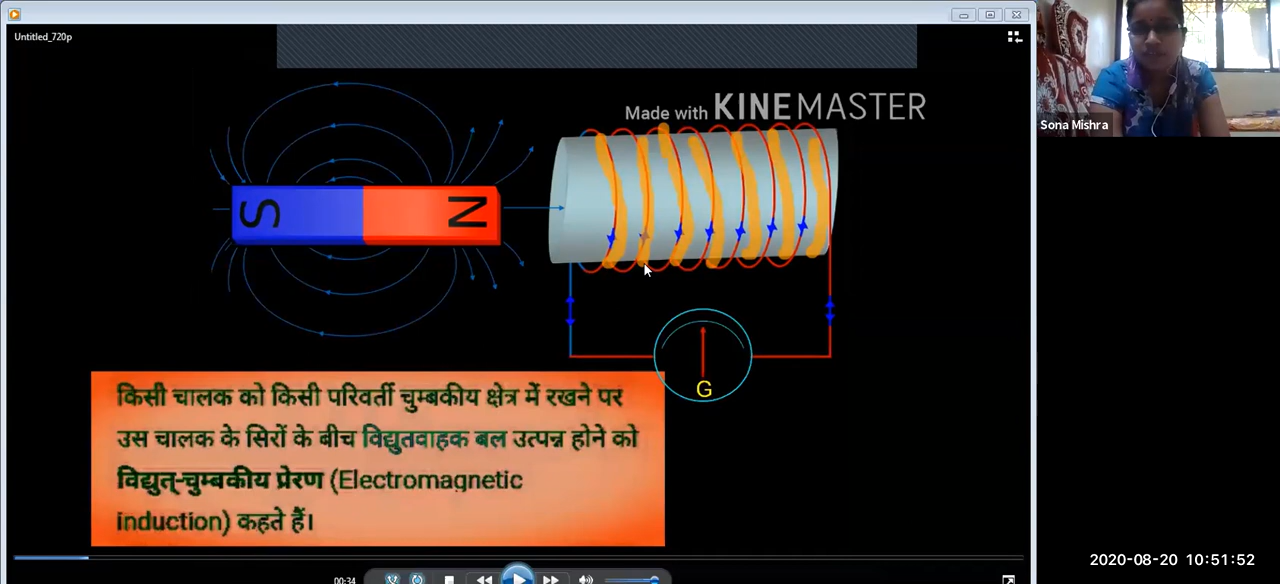 Untitled_720p
Made with KINEMASTER
Sona Mishra
S N
G
किसी चालक को किसी परिवर्ती चुम्बकीय क्षेत्र में रखने पर
उस चालक के सिरों के बीच विद्युतवाहक बल उत्पन्न होने को
विद्युत्-चुम्बकीय प्रेरण (Electromagnetic
induction) कहते हैं।
00:34
2020-08-20 10:51:52